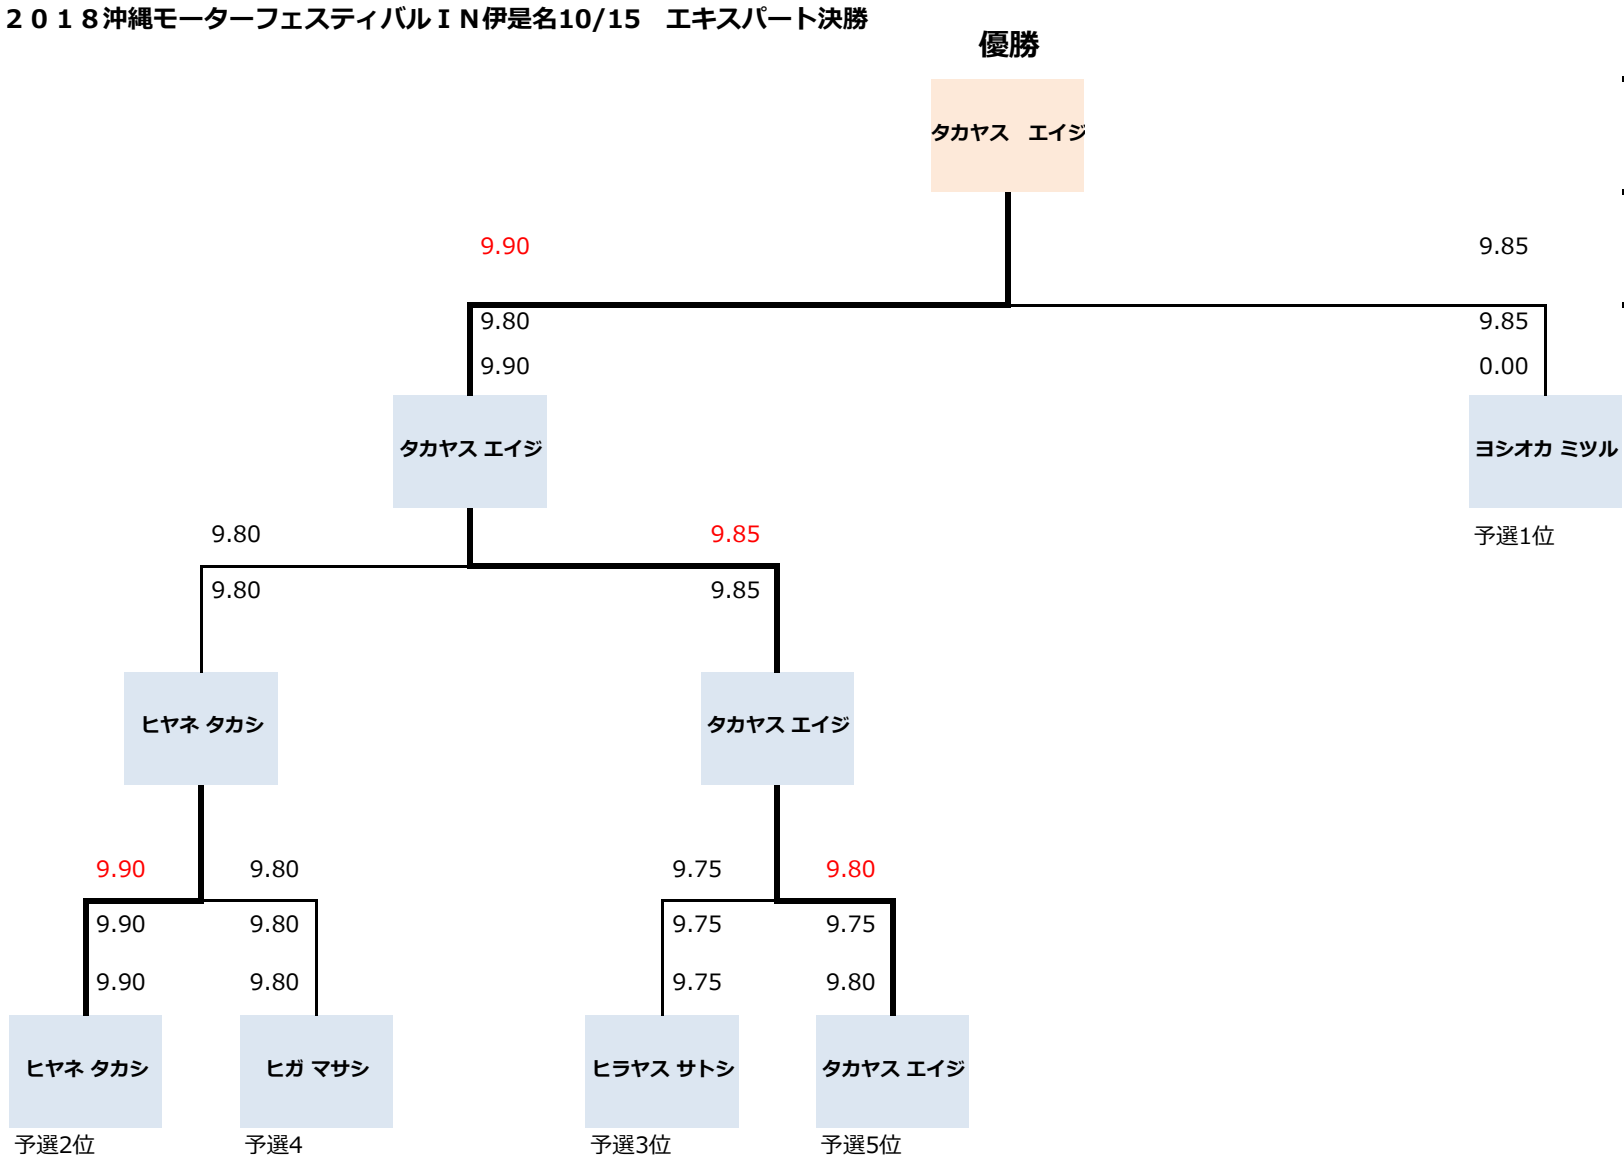 ２０１８沖縄モーターフェスティバルＩＮ伊是名10/15　エキスパート決勝
優勝
タカヤス　エイジ
9.90 9.85
9.80 9.85
9.90 0.00
タカヤス エイジ ヨシオカ ミツル
予選1位
9.80 9.85
9.80 9.85
ヒヤネ タカシ タカヤス エイジ
9.90 9.80 9.75 9.80
9.90 9.80 9.75 9.75
9.90 9.80 9.75 9.80
ヒヤネ タカシ ヒガ マサシ ヒラヤス サトシ タカヤス エイジ
予選2位 予選4 予選3位 予選5位